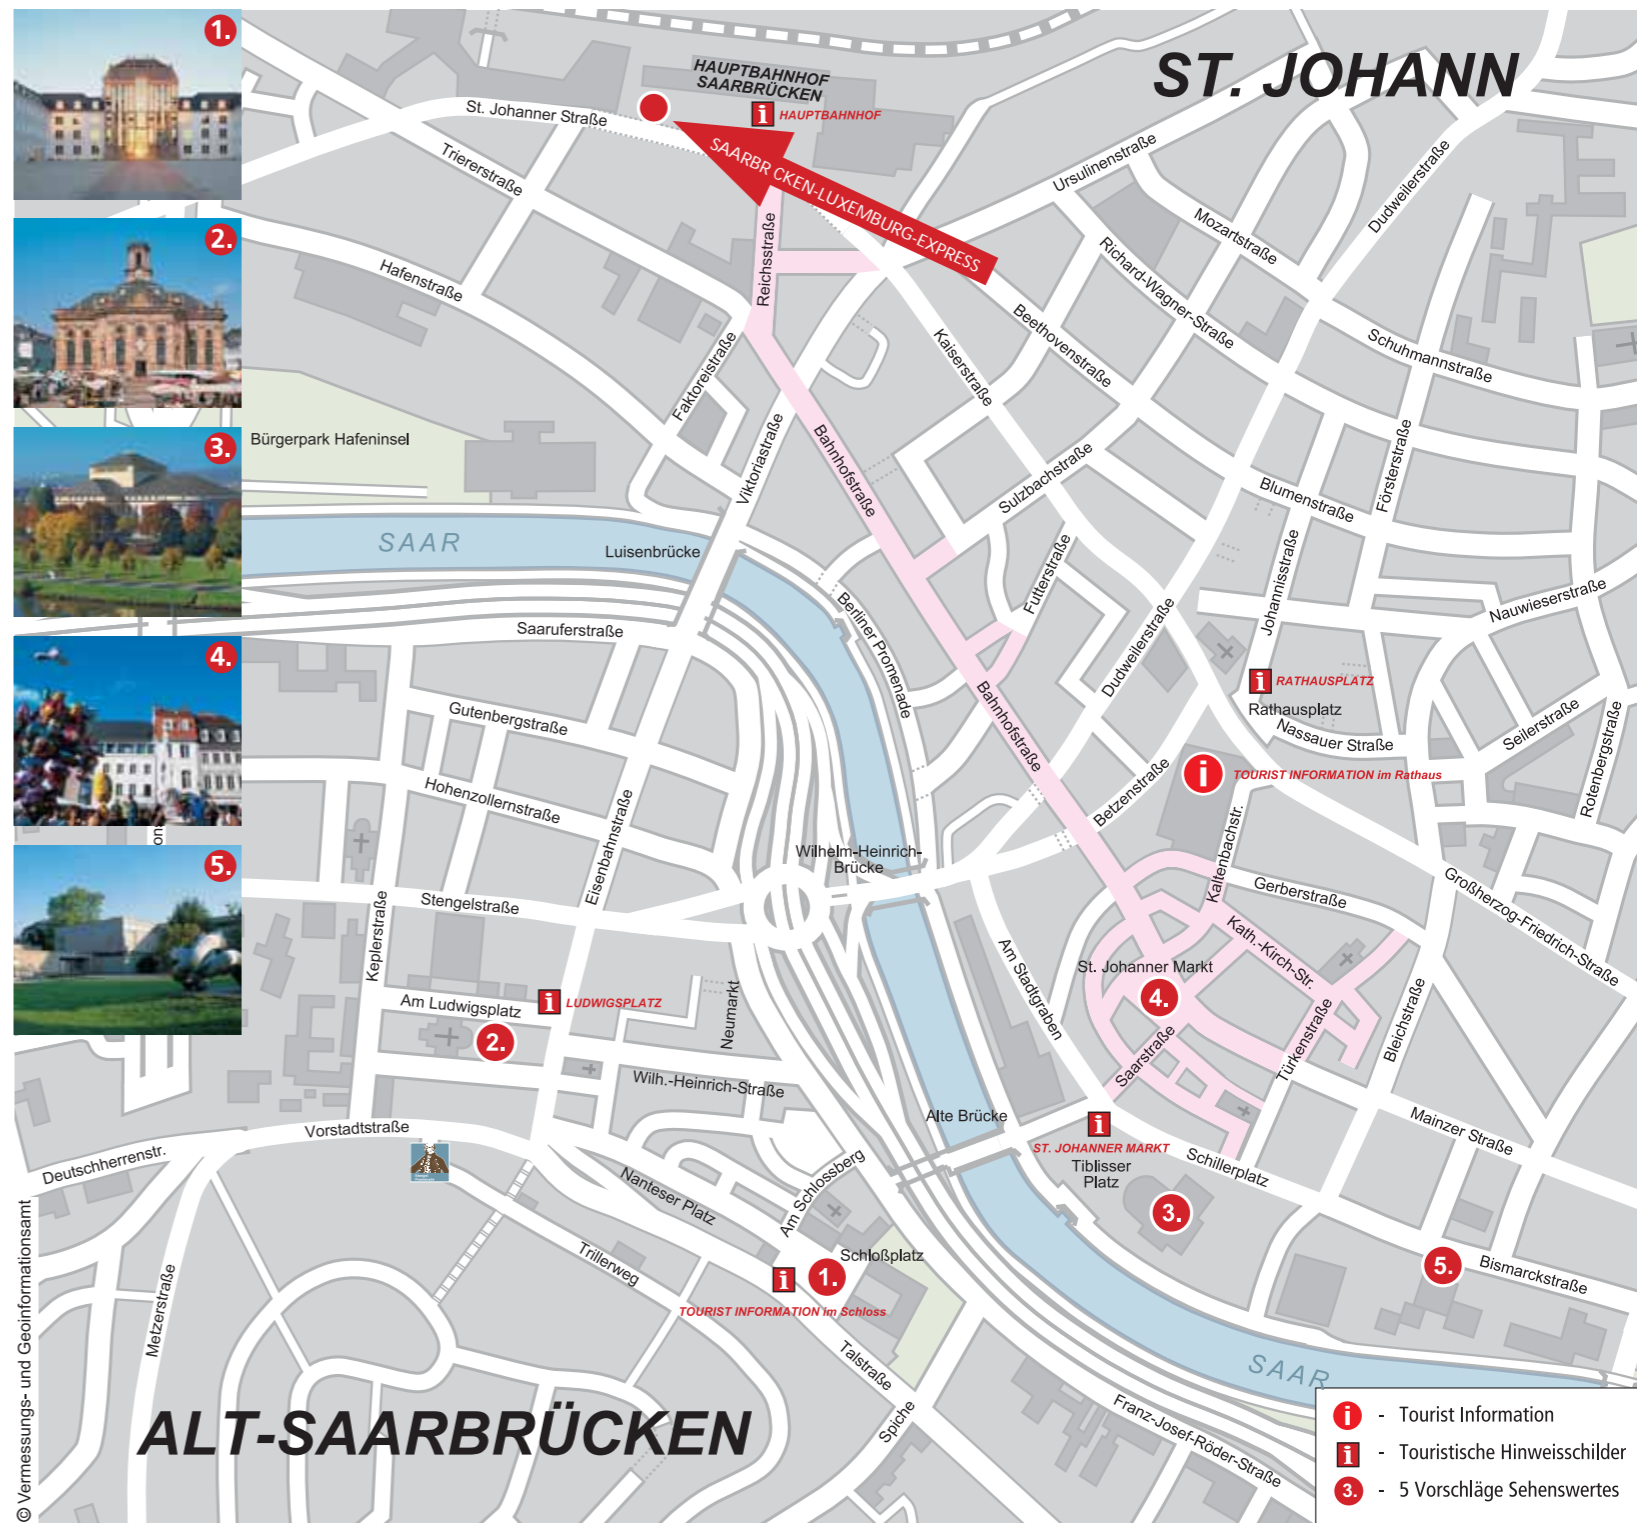 1.
2.
3.
4.
5.
ST. JOHANN
HAUPTBAHNHOF
SAARBRÜCKEN
i HAUPTBAHNHOF
St. Johanner Straße
SAARBR CKEN-LUXEMBURG-EXPRESS
Triererstraße
Ursulinenstraße
Dudweilerstraße
Mozartstraße
Richard-Wagner-Straße
Reichsstraße
Hafenstraße
Beethovenstraße
Kaiserstraße
Schuhmannstraße
Faktoreistraße
Bürgerpark Hafeninsel
Viktoriastraße
Bahnhofstraße
Sulzbachstraße
Försterstraße
Blumenstraße
SAAR
Luisenbrücke
Futterstraße
Johannisstraße
Nauwieserstraße
Saaruferstraße
Berliner Promenade
Dudweilerstraße
i RATHAUSPLATZ
Rathausplatz
Nassauer Straße
Seilerstraße
Rotenbergstraße
Gutenbergstraße
Bahnhofstraße
i TOURIST INFORMATION im Rathaus
Betzenstraße
Hohenzollernstraße
Eisenbahnstraße
Kaltenbachstr.
Wilhelm-Heinrich-
Brücke
Gerberstraße
Großherzog-Friedrich-Straße
Stengelstraße
Keplerstraße
Kath.-Kirch-Str.
Am Stadtgraben
St. Johanner Markt
4.
Am Ludwigsplatz
i LUDWIGSPLATZ
2.
Neumarkt
Saarstraße
Türkenstraße
Bleichstraße
Wilh.-Heinrich-Straße
Alte Brücke
i
ST. JOHANNER MARKT
Tiblisser
Platz
Mainzer Straße
Vorstadtstraße
Deutschherrenstr.
Schillerplatz
3.
Nanteser Platz
Am Schlossberg
Trillerweg
Schloßplatz
i
1.
TOURIST INFORMATION im Schloss
5.
Bismarckstraße
Metzerstraße
Talstraße
SAAR
Spiche
Franz-Josef-Röder-Straße
ALT-SAARBRÜCKEN
i - Tourist Information
i - Touristische Hinweisschilder
3. - 5 Vorschläge Sehenswertes
© Vermessungs- und Geoinformationsamt